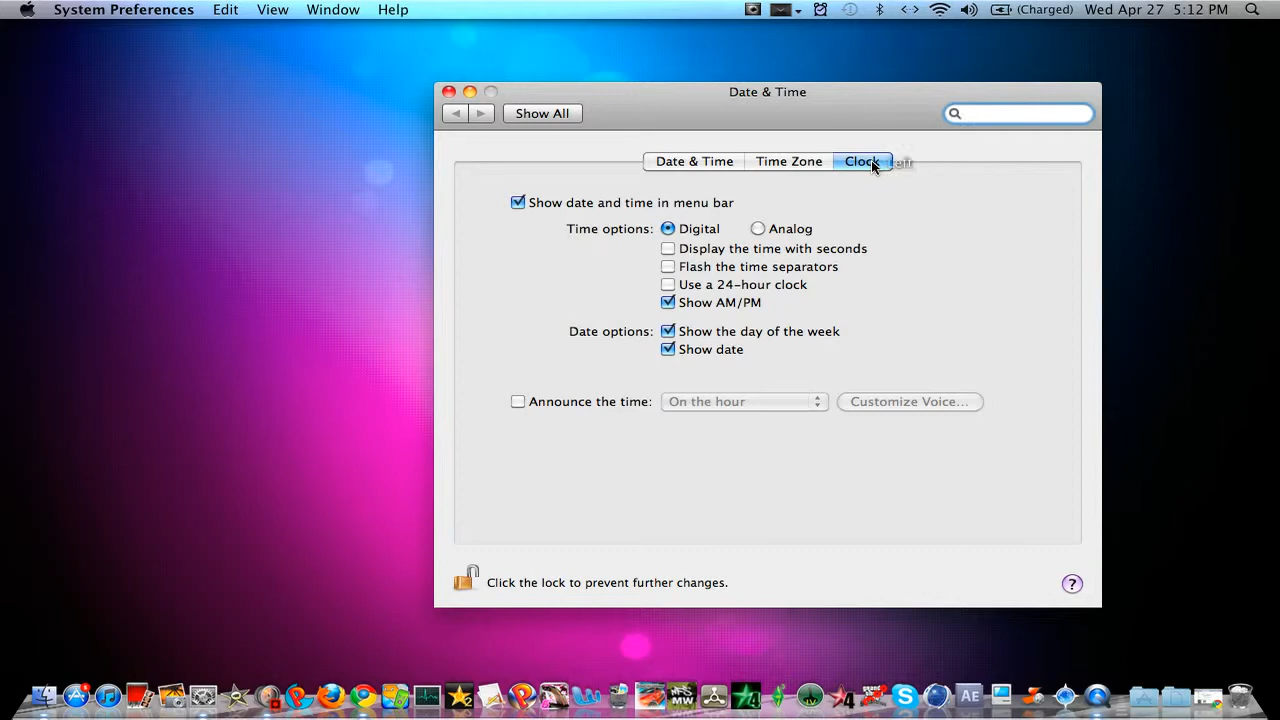 System Preferences Edit View Window Help (Charged) Wed Apr 27 5:12 PM
Date & Time
Show All
Date & Time Time Zone Clock Left
Show date and time in menu bar
Time options: Digital Analog
Display the time with seconds
Flash the time separators
Use a 24-hour clock
Show AM/PM
Date options: Show the day of the week
Show date
Announce the time: On the hour Customize Voice...
Click the lock to prevent further changes. ?
AE